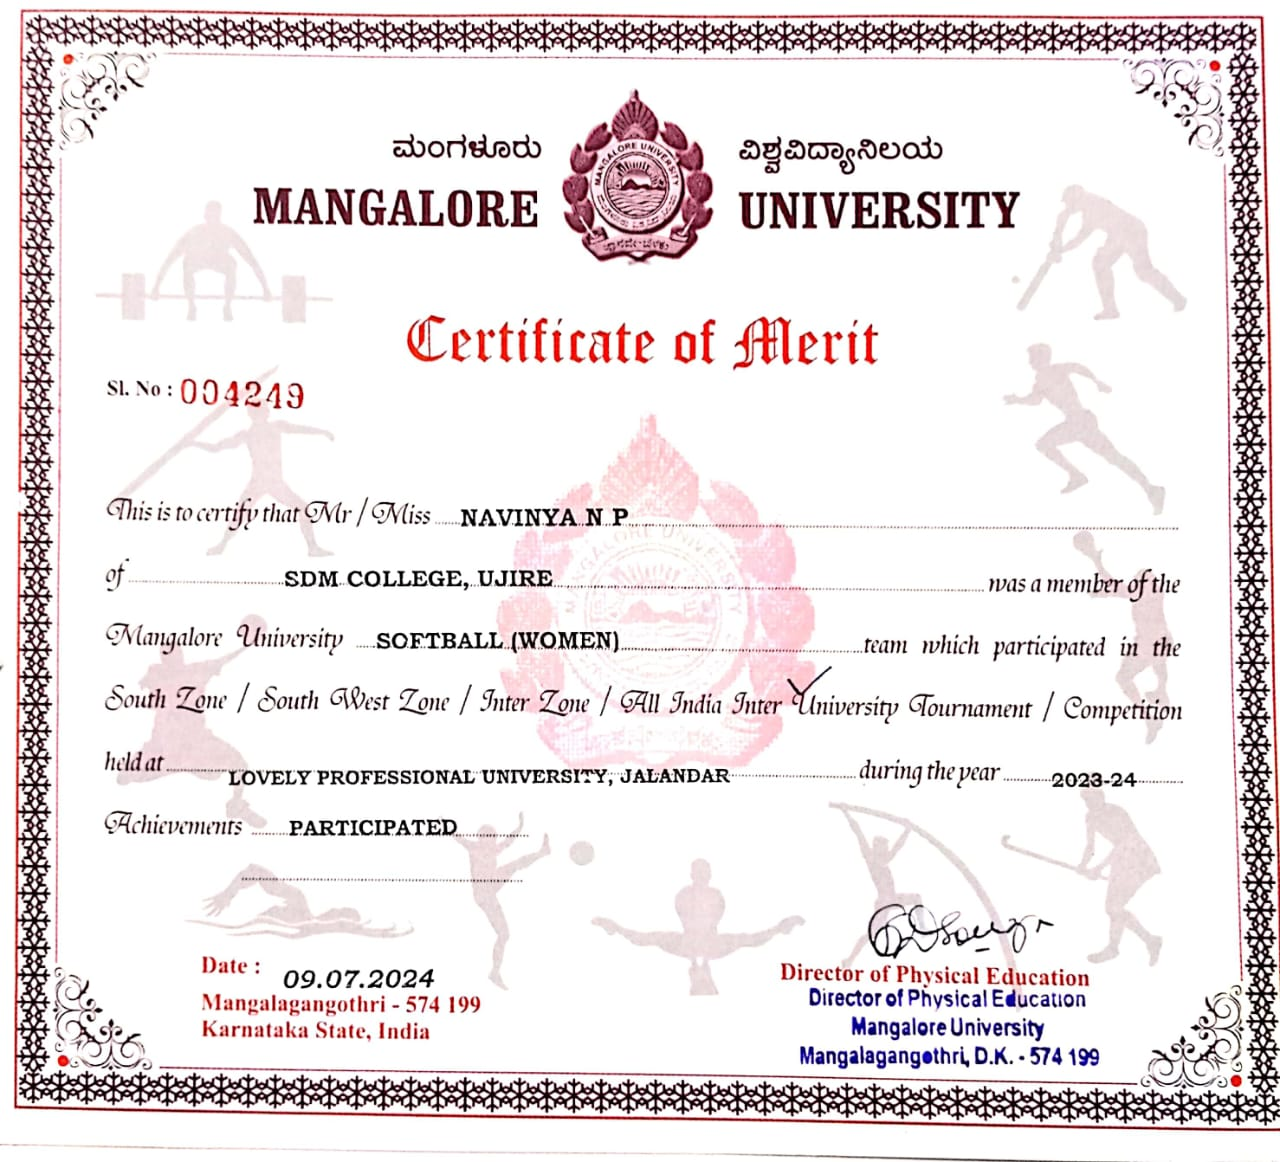 ಮಂಗಳೂರು ವಿಶ್ವವಿದ್ಯಾನಿಲಯ
MANGALORE UNIVERSITY
MANGALORE UNIVERSITY
Certificate of Merit
Sl. No : 004249
This is to certify that Mr / Miss NAVINYA N P
of SDM COLLEGE, UJIRE was a member of the
Mangalore University SOFTBALL (WOMEN) team which participated in the
South Zone / South West Zone / Inter Zone / All India Inter University Tournament / Competition
held at LOVELY PROFESSIONAL UNIVERSITY, JALANDAR during the year 2023-24
Achievements PARTICIPATED
Date : 09.07.2024
Mangalagangothri - 574 199
Karnataka State, India
Director of Physical Education
Director of Physical Education
Mangalore University
Mangalagangothri, D.K. - 574 199